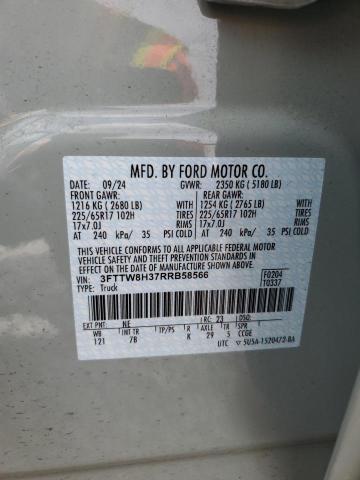 MFD. BY FORD MOTOR CO.
DATE: 09/24 GVWR: 2350 KG ( 5180 LB)
FRONT GAWR: REAR GAWR:
1216 KG ( 2680 LB) 1254 KG ( 2765 LB)
225/65R17 102H TIRES 225/65R17 102H TIRES
17x7.0J RIMS 17x7.0J RIMS
AT 240 kPa/ 35 PSI COLD AT 240 kPa/ 35 PSI COLD
THIS VEHICLE CONFORMS TO ALL APPLICABLE FEDERAL MOTOR
VEHICLE SAFETY AND THEFT PREVENTION STANDARDS IN EFFECT
ON THE DATE OF MANUFACTURE SHOWN ABOVE.
VIN: 3FTTW8H37RRB58566 F0204
TYPE: Truck T0337
EXT PNT: NE RC: 23 DSO:
WB INT TR TP/PS R AXLE TR SPR
121 7B K 29 5 CCGE
UTC 5U5A-1520472-BA